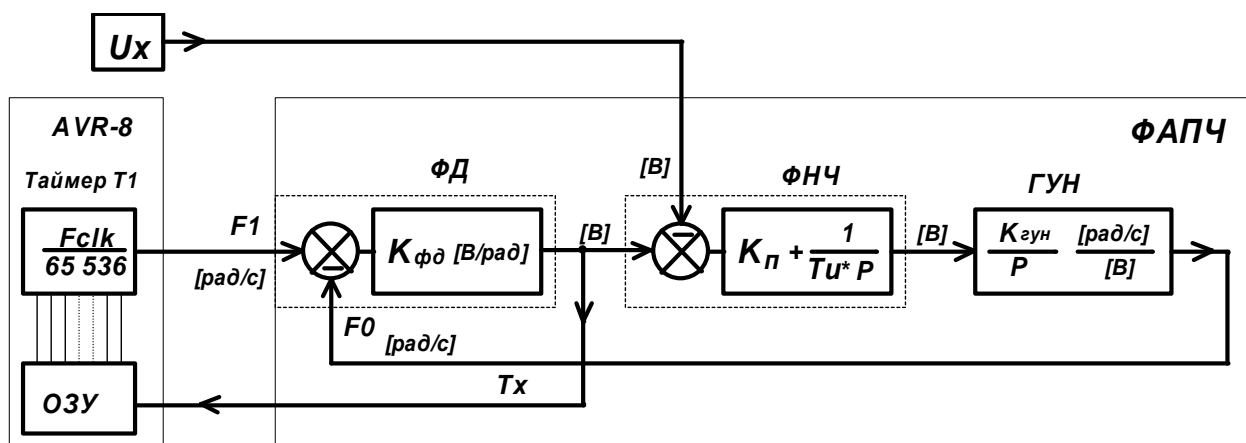 Ux
AVR-8
ФАПЧ
Таймер Т1
ФД
[В]
ФНЧ
ГУН
Fclk
65 536
F1
[рад/с]
–
Kфд [В/рад]
[В]
–
Kп + 1
Tu* P
[В]
Kгун
P
[рад/с]
[В]
F0
[рад/с]
Tx
ОЗУ